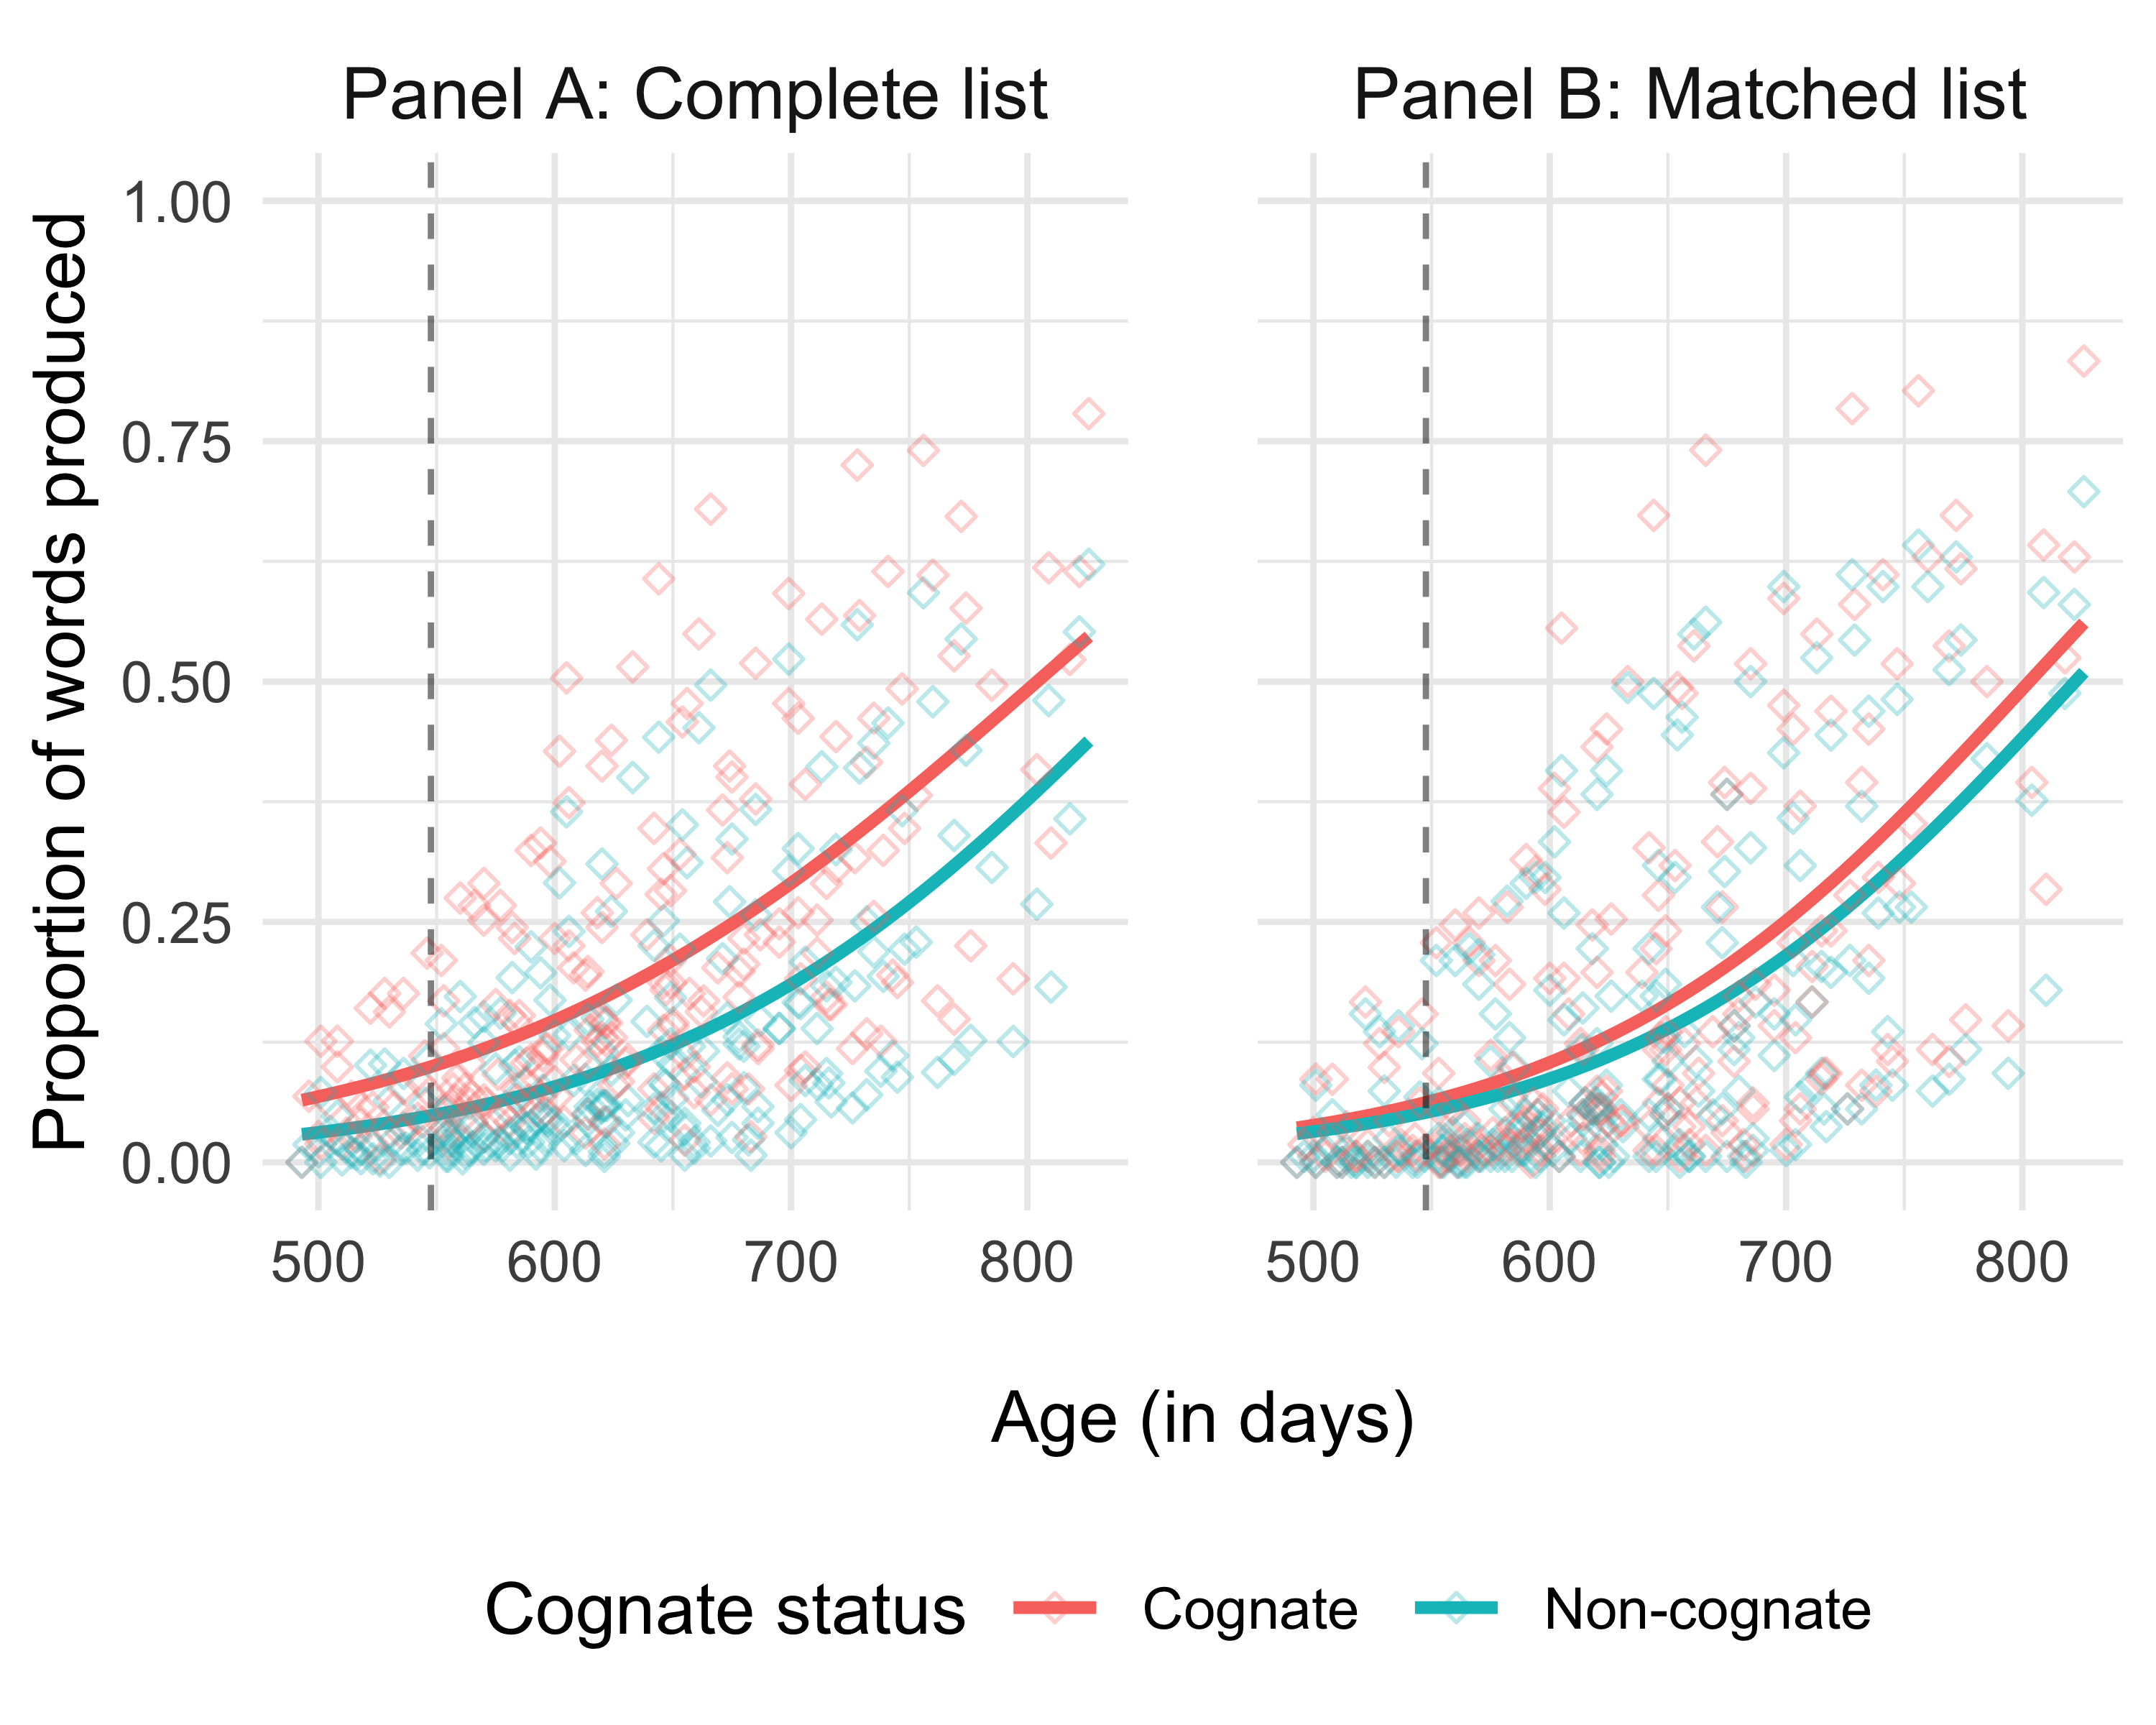 Panel A: Complete list
Panel B: Matched list
Proportion of words produced
1.00
0.75
0.50
0.25
0.00
500 600 700 800
500 600 700 800
Age (in days)
Cognate status Cognate Non-cognate